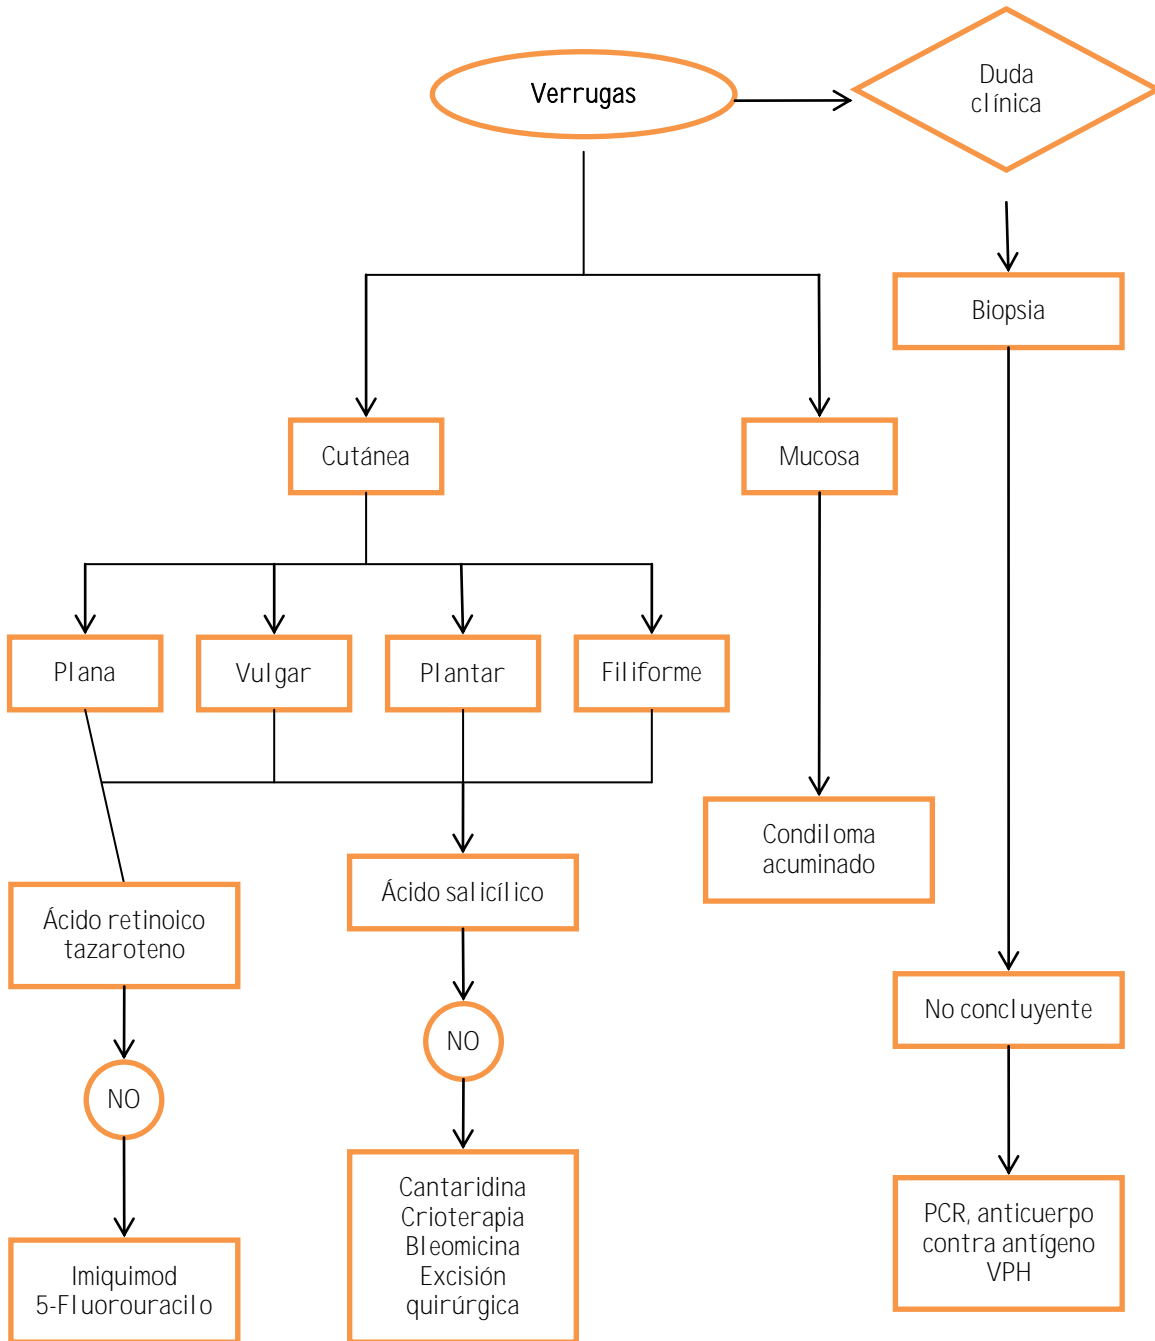 Verrugas
Duda
clínica
Biopsia
Cutánea
Mucosa
Plana
Vulgar
Plantar
Filiforme
Condiloma
acuminado
Ácido salicílico
Ácido retinoico
tazaroteno
No concluyente
NO
NO
Cantaridina
Crioterapia
Bleomicina
Excisión
quirúrgica
PCR, anticuerpo
contra antígeno
VPH
Imiquimod
5-Fluorouracilo